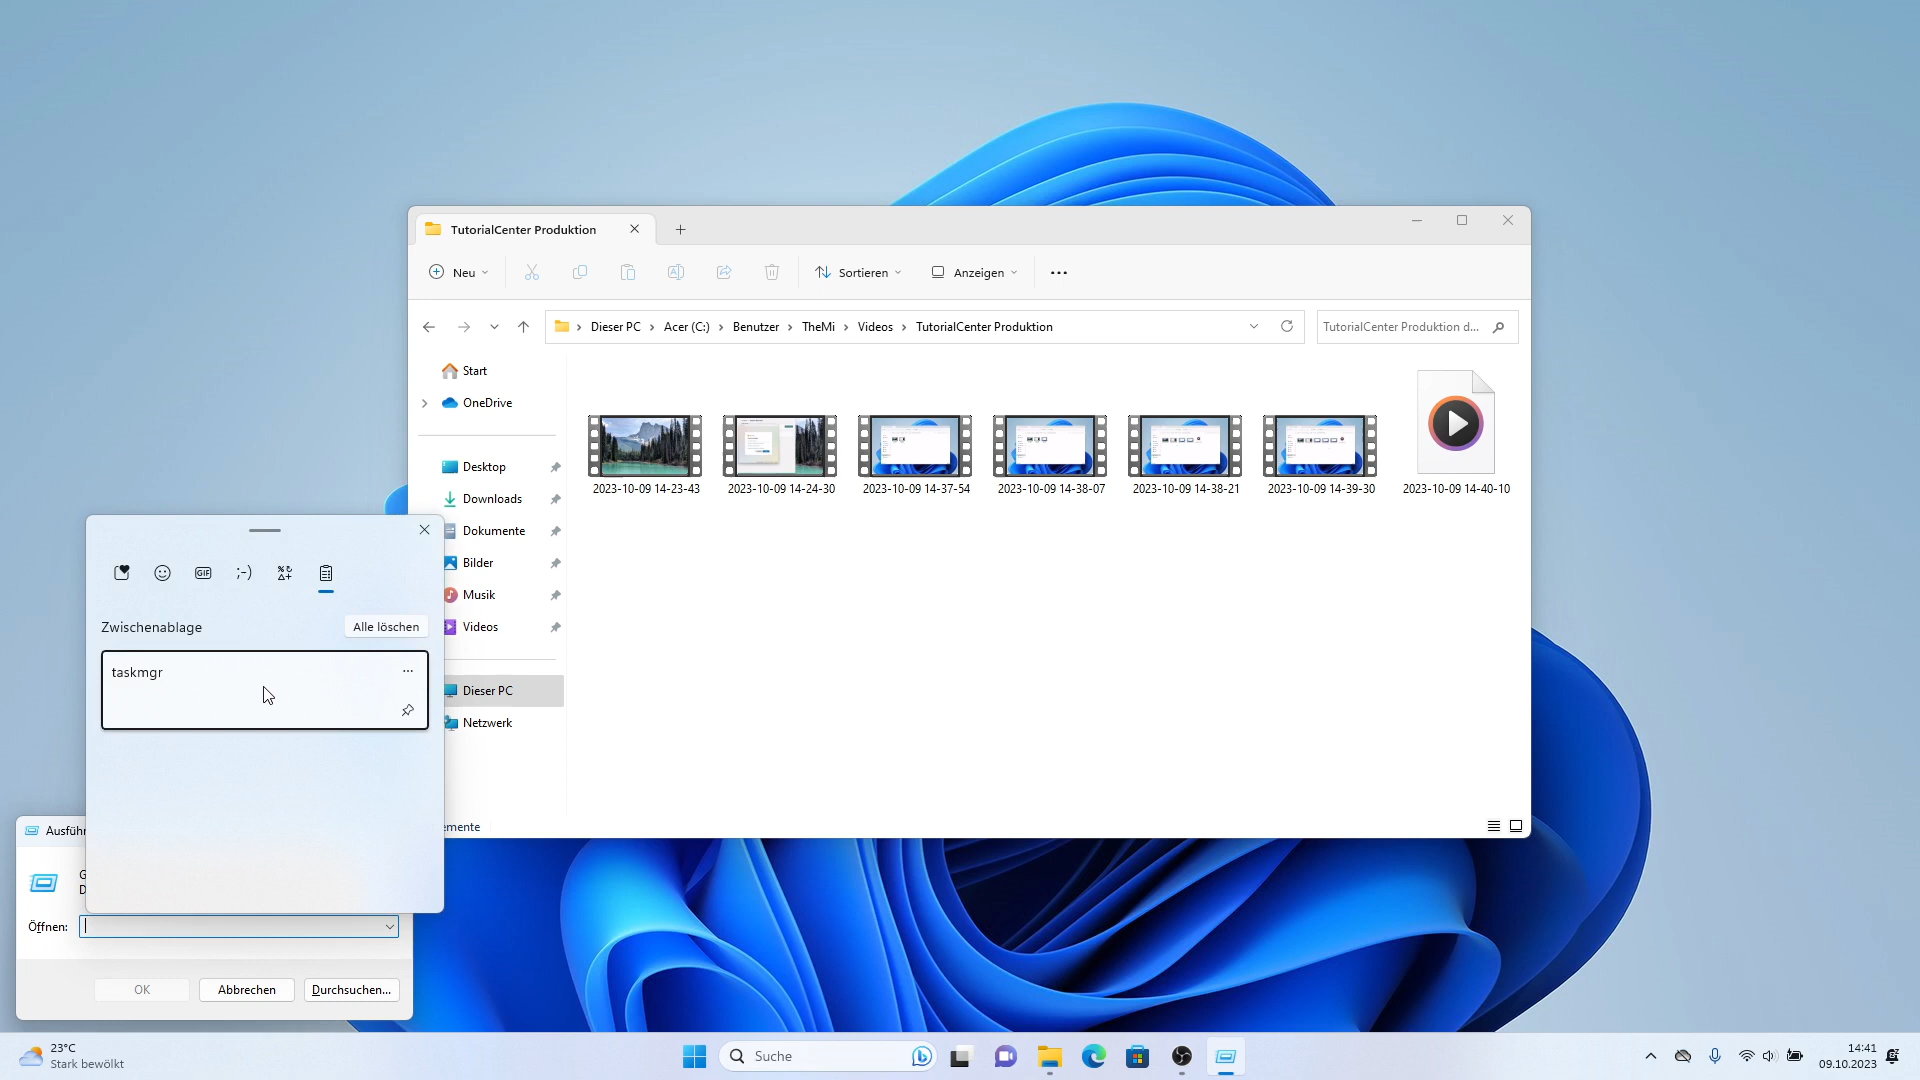 TutorialCenter Produktion
Neu
Sortieren
Anzeigen
Dieser PC
Acer (C:)
Benutzer
TheMi
Videos
TutorialCenter Produktion
TutorialCenter Produktion d...
Start
OneDrive
Desktop
Downloads
Dokumente
Bilder
Musik
Videos
Dieser PC
Netzwerk
2023-10-09 14-23-43
2023-10-09 14-24-30
2023-10-09 14-37-54
2023-10-09 14-38-07
2023-10-09 14-38-21
2023-10-09 14-39-30
2023-10-09 14-40-10
emente
GIF
;-)
Zwischenablage
Alle löschen
taskmgr
Ausführ
G
D
Öffnen:
OK
Abbrechen
Durchsuchen...
23°C
Stark bewölkt
Suche
14:41
09.10.2023